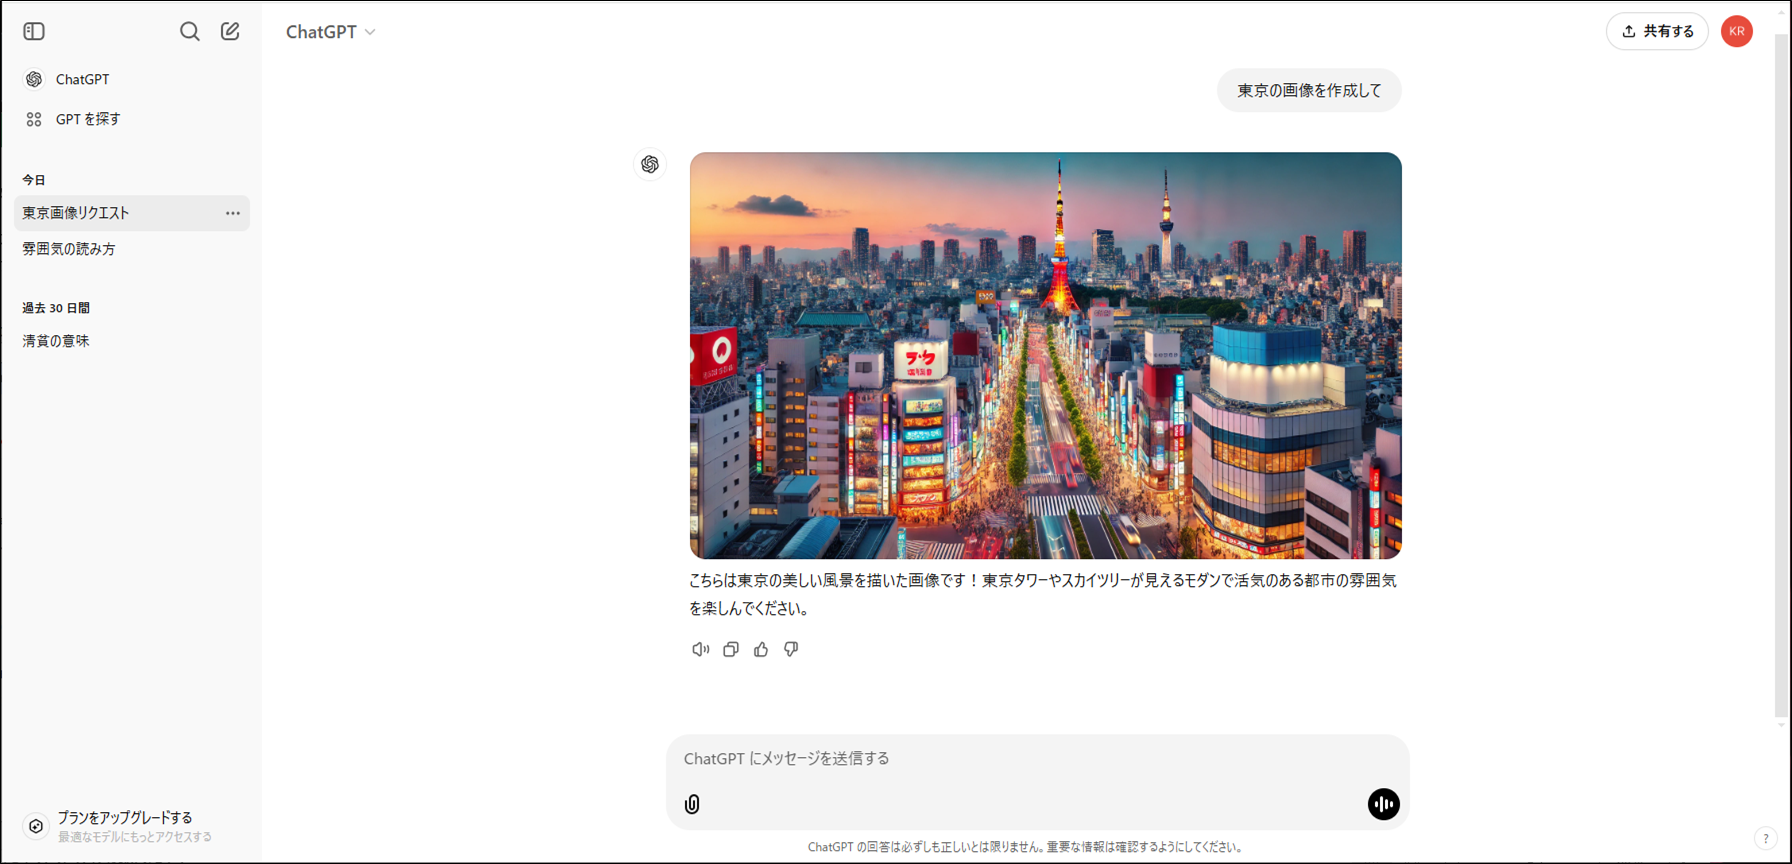 ChatGPT
共有する
KR
ChatGPT
GPT を探す
今日
東京画像リクエスト
雰囲気の読み方
過去 30 日間
清貧の意味
東京の画像を作成して
こちらは東京の美しい風景を描いた画像です！東京タワーやスカイツリーが見えるモダンで活気のある都市の雰囲気
を楽しんでください。
ChatGPT にメッセージを送信する
プランをアップグレードする
最適なモデルにもっとアクセスする
ChatGPT の回答は必ずしも正しいとは限りません。重要な情報は確認するようにしてください。
?